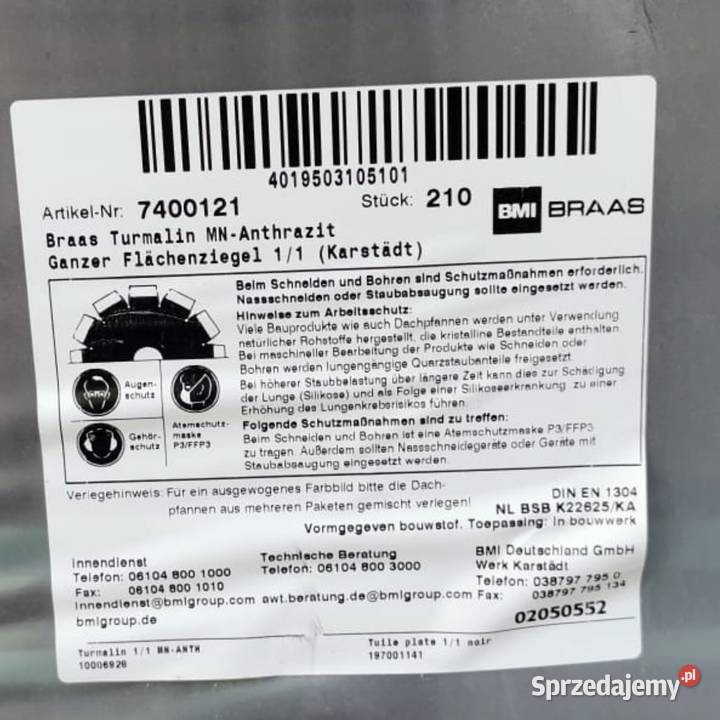 4019503105101
Artikel-Nr: 7400121 Stück: 210 BMI BRAAS
Braas Turmalin MN-Anthrazit
Ganzer Flächenziegel 1/1 (Karstädt)
Beim Schneiden und Bohren sind Schutzmaßnahmen erforderlich.
Nassschneiden oder Staubabsaugung sollte eingesetzt werden.
Hinweise zum Arbeitsschutz:
Viele Bauprodukte wie auch Dachpfannen werden unter Verwendung
natürlicher Rohstoffe hergestellt, die kristalline Bestandteile enthalten.
Bei maschineller Bearbeitung der Produkte wie Schneiden oder
Bohren werden lungengängige Quarzstaubanteile freigesetzt.
Bei höherer Staubbelastung über längere Zeit kann dies zur Schädigung
der Lunge (Silikose) und als Folge einer Silikoseerkrankung zu einer
Erhöhung des Lungenkrebsrisikos führen.
Folgende Schutzmaßnahmen sind zu treffen:
Beim Schneiden und Bohren ist eine Atemschutzmaske P3/FFP3
zu tragen. Außerdem sollten Nassschneidegeräte oder Geräte mit
Staubabsaugung eingesetzt werden.
Augen-
schutz
Gehör-
schutz
Atemschutz-
maske
P3/FFP3
Verlegehinweis: Für ein ausgewogenes Farbbild bitte die Dach-
pfannen aus mehreren Paketen gemischt verlegen!
DIN EN 1304
NL BSB K22625/KA
Vormgegeven bouwstof. Toepassing: in bouwwerk
Innendienst
Telefon: 06104 800 1000
Fax: 06104 800 1010
innendienst@bmigroup.com
bmigroup.de
Technische Beratung
Telefon: 06104 800 3000
awt.beratung.de@bmigroup.com
BMI Deutschland GmbH
Werk Karstädt
Telefon: 038797 795 0
Fax: 038797 795 134
02050552
Turmalin 1/1 MN-ANTH
10006926
Tuile plate 1/1 noir
197001141
Sprzedajemy.pl